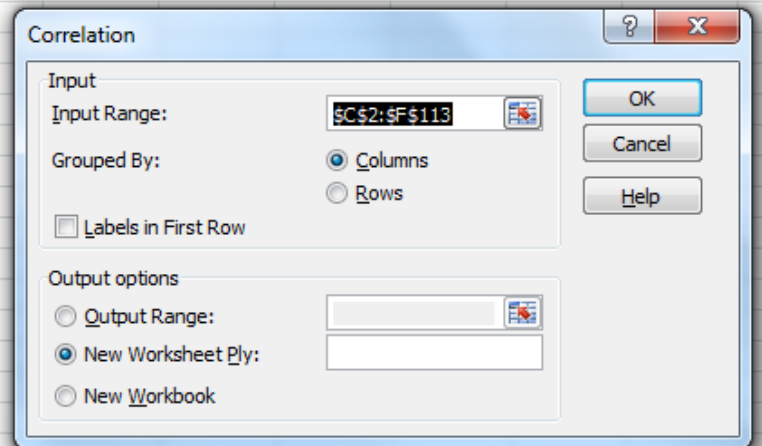 Correlation
Input
Input Range: $C$2:$F$113
OK
Grouped By: Columns
Cancel
Rows
Help
Labels in First Row
Output options
Output Range:
New Worksheet Ply:
New Workbook